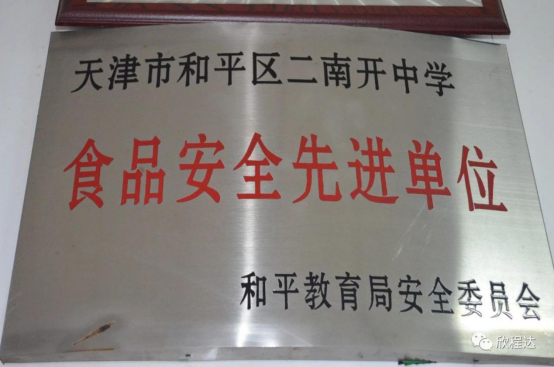 天津市和平区二南开中学
食品安全先进单位
和平教育局安全委员会
欣程达